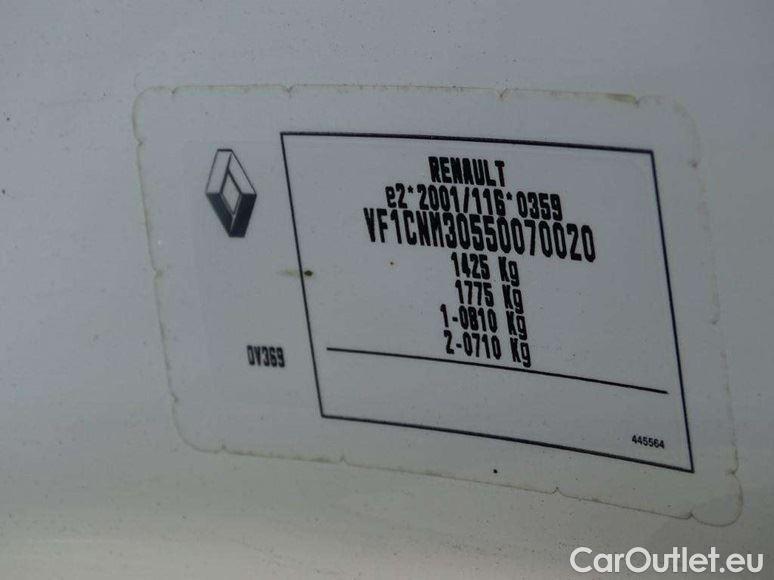 RENAULT
e2*2001/116*0359
VF1CNM30550070020
1425 Kg
1775 Kg
1-0810 Kg
2-0710 Kg
DV369
445564
CarOutlet.eu